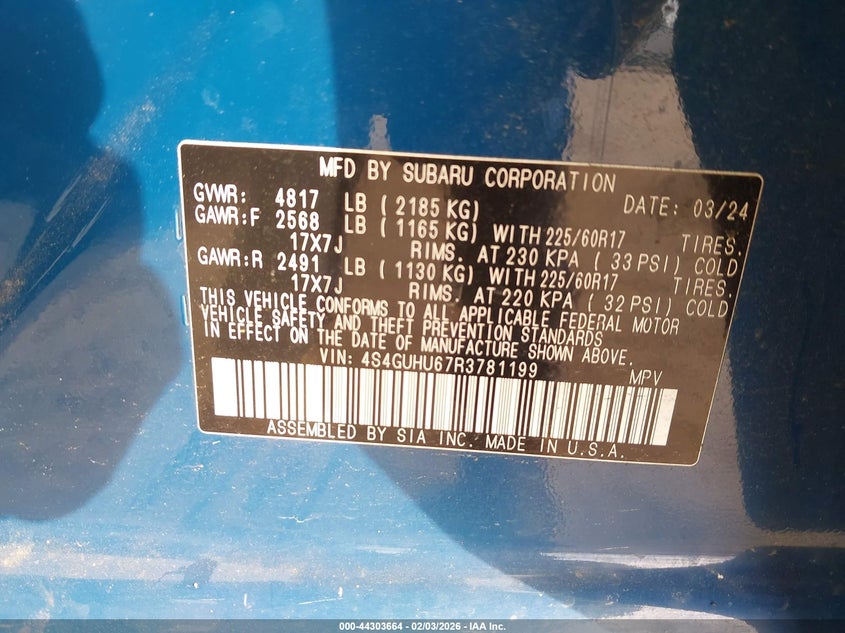 MFD BY SUBARU CORPORATION
GVWR: 4817 LB ( 2185 KG) DATE: 03/24
GAWR:F 2568 LB ( 1165 KG) WITH 225/60R17 TIRES.
17X7J RIMS. AT 230 KPA ( 33 PSI) COLD
GAWR:R 2491 LB ( 1130 KG) WITH 225/60R17 TIRES.
17X7J RIMS. AT 220 KPA ( 32 PSI) COLD
THIS VEHICLE CONFORMS TO ALL APPLICABLE FEDERAL MOTOR
VEHICLE SAFETY AND THEFT PREVENTION STANDARDS
IN EFFECT ON THE DATE OF MANUFACTURE SHOWN ABOVE.
VIN: 4S4GUHU67R3781199 MPV
ASSEMBLED BY SIA INC. MADE IN U.S.A.
000-44303664 - 02/03/2026 - IAA Inc.